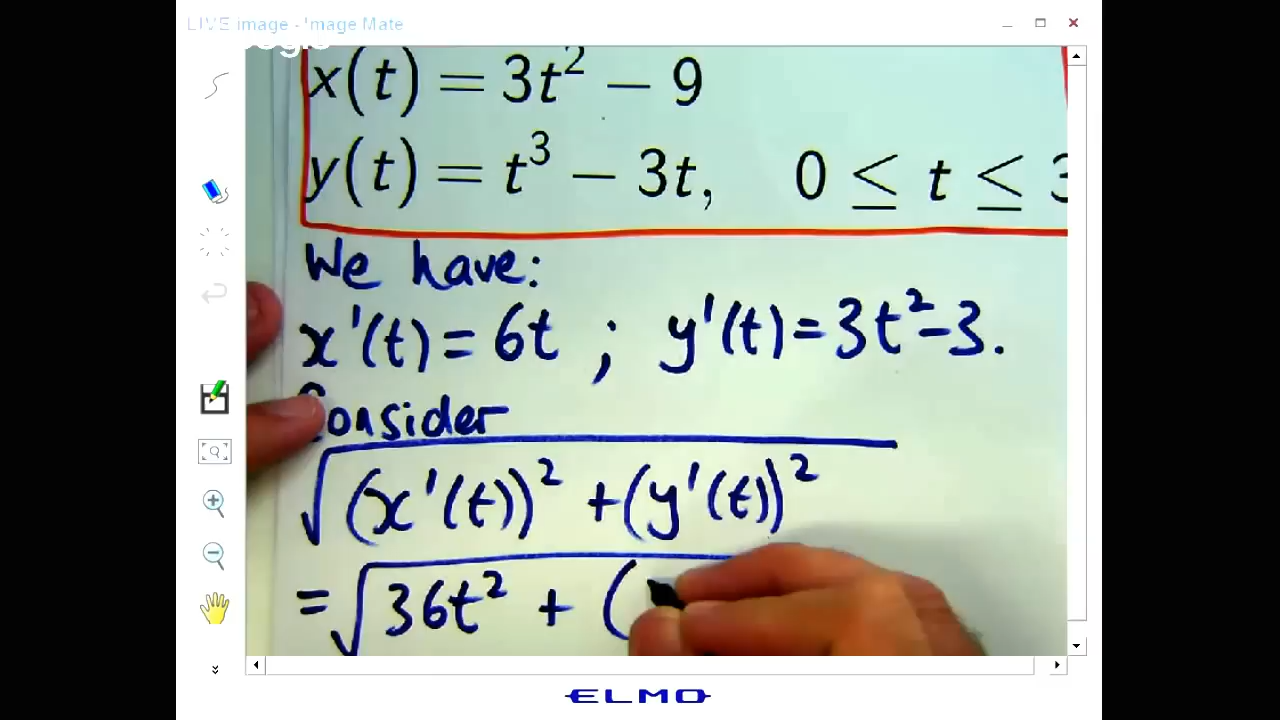 LIVE image - Image Mate
x(t) = 3t² − 9
y(t) = t³ − 3t, 0 ≤ t ≤ 3
We have:
x'(t) = 6t ; y'(t) = 3t² − 3.
Consider
√((x'(t))² + (y'(t))²)
= √(36t² + (
ELMO